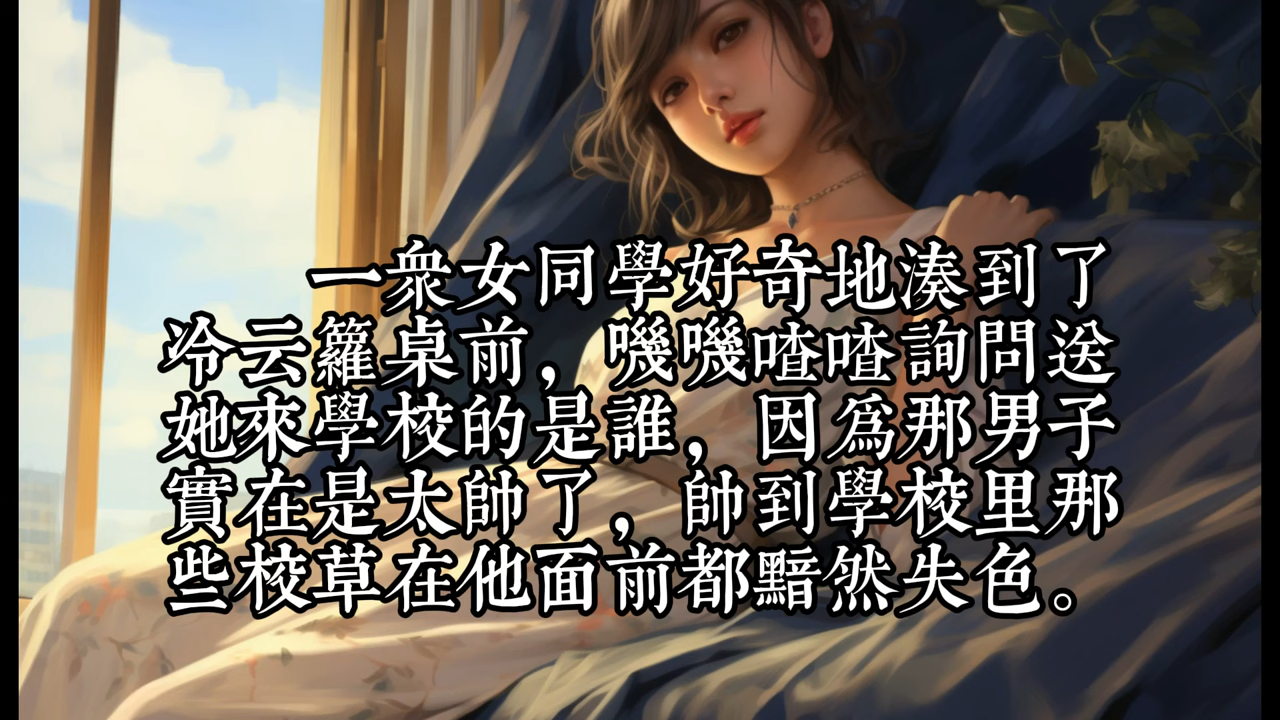 一衆女同學好奇地湊到了
冷云籮桌前，嘰嘰喳喳詢問送
她來學校的是誰，因爲那男子
實在是太帥了，帥到學校里那
些校草在他面前都黯然失色。